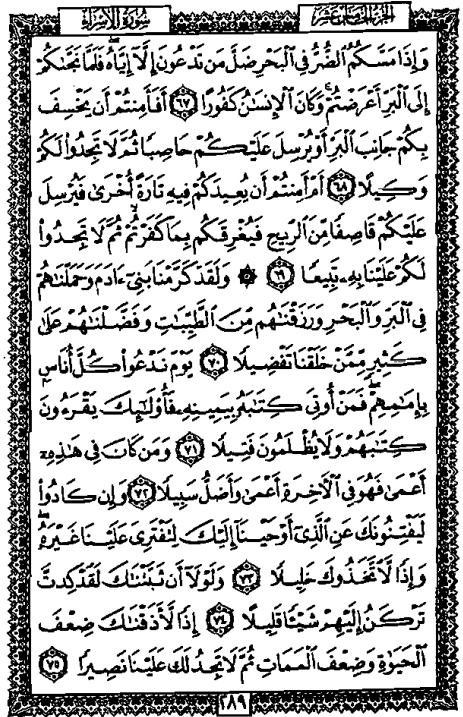 سُورَةُ الإِسْرَاءِ
الجزء الخامس عشر
وَإِذَا مَسَّكُمُ ٱلضُّرُّ فِى ٱلْبَحْرِ ضَلَّ مَن تَدْعُونَ إِلَّآ إِيَّاهُ فَلَمَّا نَجَّىٰكُمْ
إِلَى ٱلْبَرِّ أَعْرَضْتُمْ وَكَانَ ٱلْإِنسَٰنُ كَفُورًا ٦٧ أَفَأَمِنتُمْ أَن يَخْسِفَ
بِكُمْ جَانِبَ ٱلْبَرِّ أَوْ يُرْسِلَ عَلَيْكُمْ حَاصِبًا ثُمَّ لَا تَجِدُوا۟ لَكُمْ
وَكِيلًا ٦٨ أَمْ أَمِنتُمْ أَن يُعِيدَكُمْ فِيهِ تَارَةً أُخْرَىٰ فَيُرْسِلَ
عَلَيْكُمْ قَاصِفًا مِّنَ ٱلرِّيحِ فَيُغْرِقَكُم بِمَا كَفَرْتُمْ ثُمَّ لَا تَجِدُوا۟
لَكُمْ عَلَيْنَا بِهِۦ تَبِيعًا ٦٩ ۞ وَلَقَدْ كَرَّمْنَا بَنِىٓ ءَادَمَ وَحَمَلْنَٰهُمْ
فِى ٱلْبَرِّ وَٱلْبَحْرِ وَرَزَقْنَٰهُم مِّنَ ٱلطَّيِّبَٰتِ وَفَضَّلْنَٰهُمْ عَلَىٰ
كَثِيرٍ مِّمَّنْ خَلَقْنَا تَفْضِيلًا ٧٠ يَوْمَ نَدْعُوا۟ كُلَّ أُنَاسٍۭ
بِإِمَٰمِهِمْ فَمَنْ أُوتِىَ كِتَٰبَهُۥ بِيَمِينِهِۦ فَأُو۟لَٰٓئِكَ يَقْرَءُونَ
كِتَٰبَهُمْ وَلَا يُظْلَمُونَ فَتِيلًا ٧١ وَمَن كَانَ فِى هَٰذِهِۦٓ
أَعْمَىٰ فَهُوَ فِى ٱلْءَاخِرَةِ أَعْمَىٰ وَأَضَلُّ سَبِيلًا ٧٢ وَإِن كَادُوا۟
لَيَفْتِنُونَكَ عَنِ ٱلَّذِىٓ أَوْحَيْنَآ إِلَيْكَ لِتَفْتَرِىَ عَلَيْنَا غَيْرَهُۥ
وَإِذًا لَّٱتَّخَذُوكَ خَلِيلًا ٧٣ وَلَوْلَآ أَن ثَبَّتْنَٰكَ لَقَدْ كِدتَّ
تَرْكَنُ إِلَيْهِمْ شَيْـًٔا قَلِيلًا ٧٤ إِذًا لَّأَذَقْنَٰكَ ضِعْفَ
ٱلْحَيَوٰةِ وَضِعْفَ ٱلْمَمَاتِ ثُمَّ لَا تَجِدُ لَكَ عَلَيْنَا نَصِيرًا ٧٥
٢٨٩